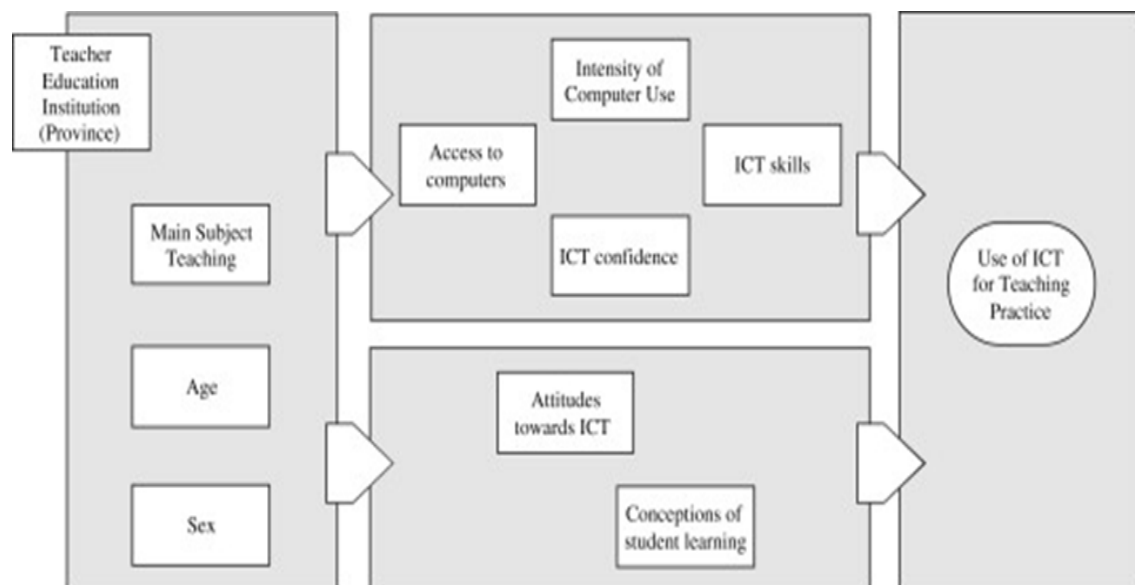 Teacher
Education
Institution
(Province)
Main Subject
Teaching
Age
Sex
Intensity of
Computer Use
Access to
computers
ICT skills
ICT confidence
Attitudes
towards ICT
Conceptions of
student learning
Use of ICT
for Teaching
Practice